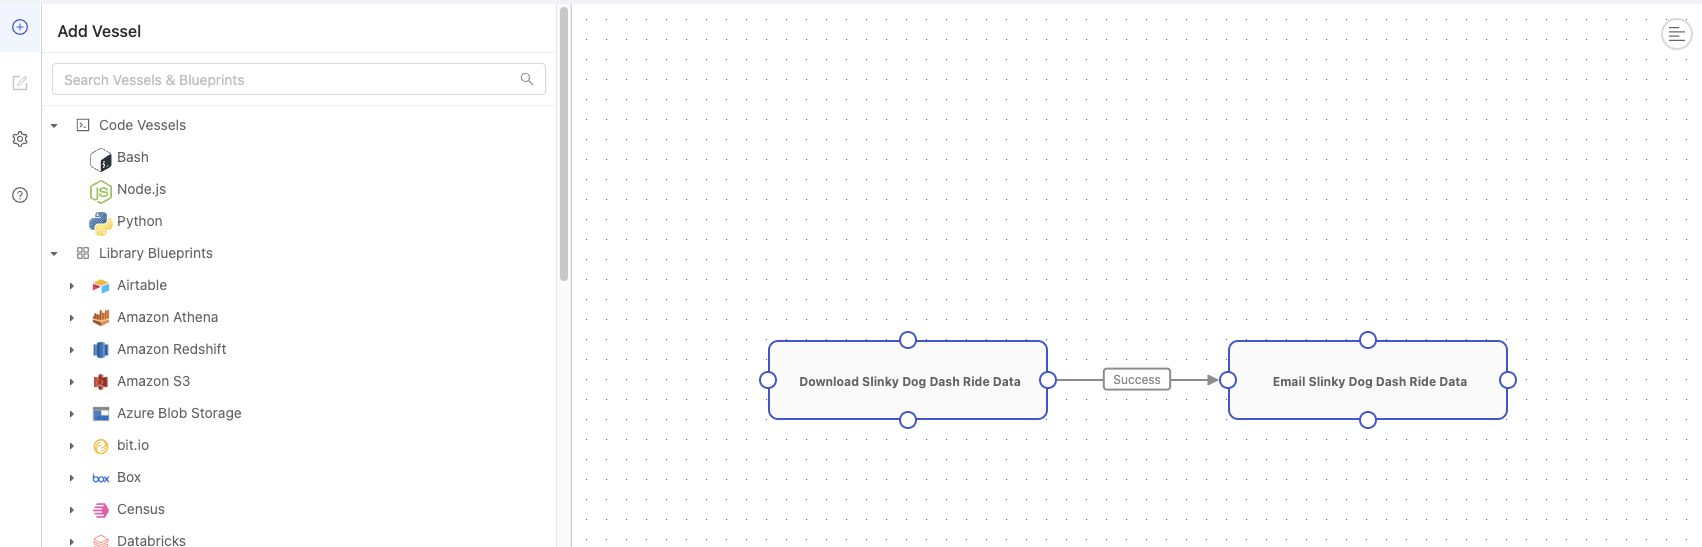 Add Vessel
Search Vessels & Blueprints
Code Vessels
Bash
Node.js
Python
Library Blueprints
Airtable
Amazon Athena
Amazon Redshift
Amazon S3
Azure Blob Storage
bit.io
box Box
Census
Databricks
Download Slinky Dog Dash Ride Data
Success
Email Slinky Dog Dash Ride Data